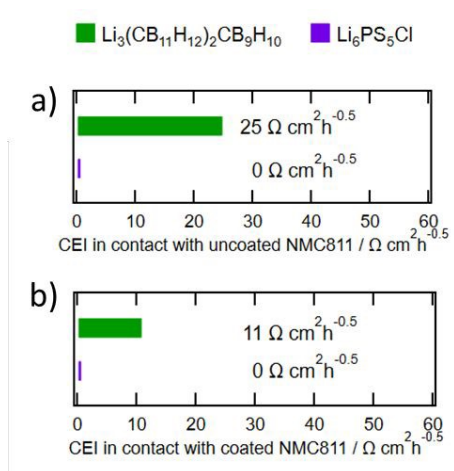 Li₃(CB₁₁H₁₂)₂CB₉H₁₀ Li₆PS₅Cl
a)
25 Ω cm²h⁻⁰·⁵
0 Ω cm²h⁻⁰·⁵
0 10 20 30 40 50 60
CEI in contact with uncoated NMC811 / Ω cm²h⁻⁰·⁵
b)
11 Ω cm²h⁻⁰·⁵
0 Ω cm²h⁻⁰·⁵
0 10 20 30 40 50 60
CEI in contact with coated NMC811 / Ω cm²h⁻⁰·⁵